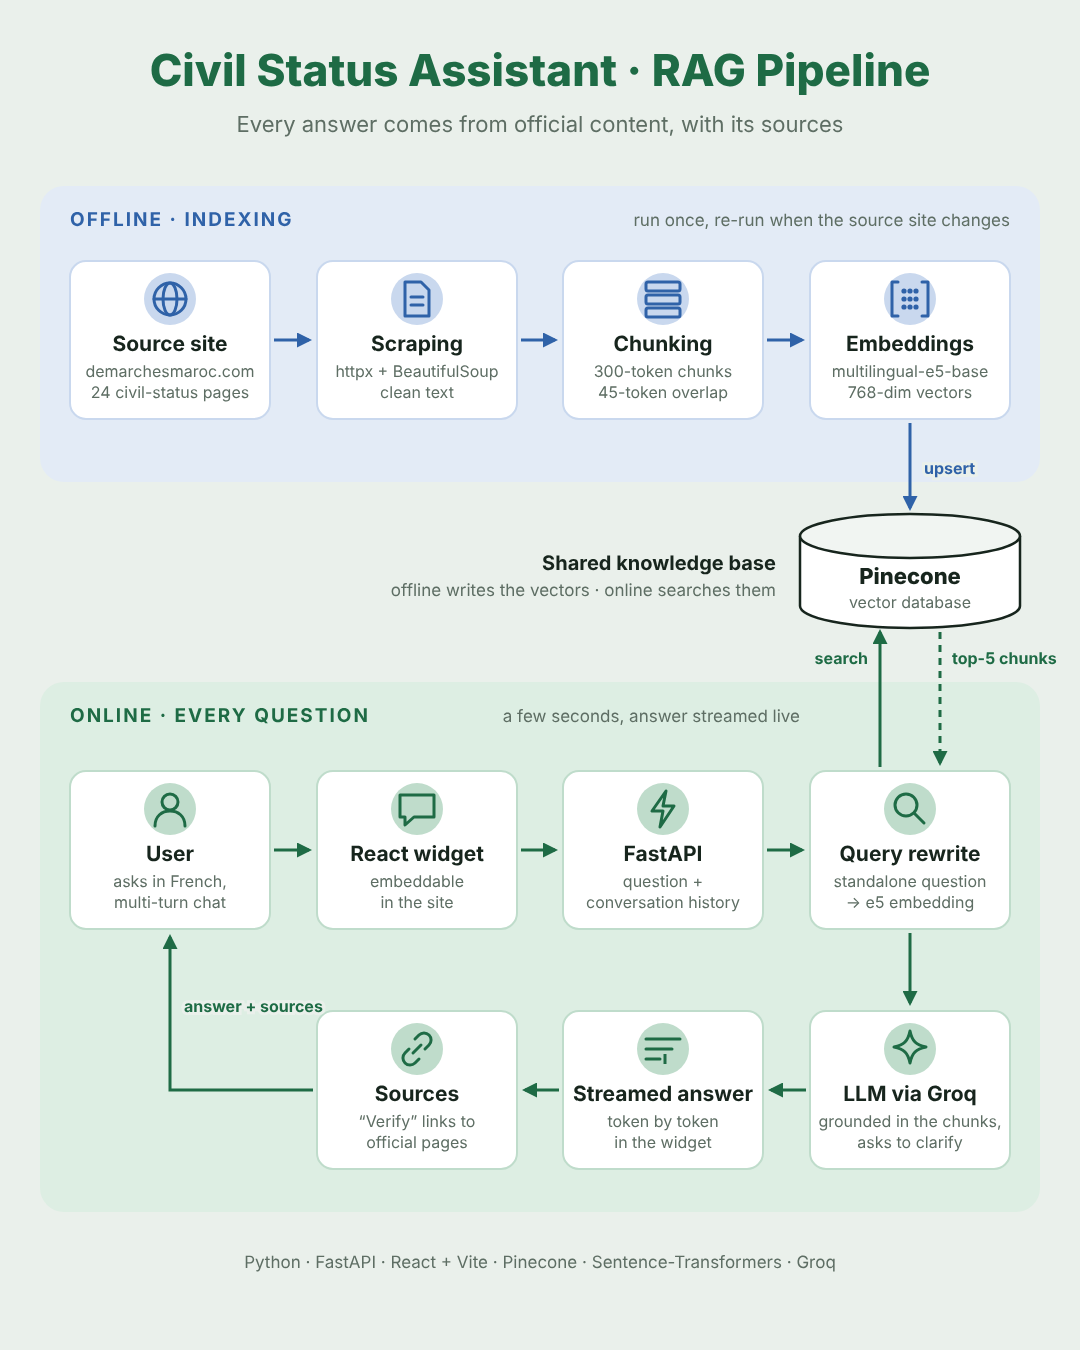 Civil Status Assistant · RAG Pipeline
Every answer comes from official content, with its sources
OFFLINE · INDEXING
run once, re-run when the source site changes
Source site
demarchesmaroc.com
24 civil-status pages
Scraping
httpx + BeautifulSoup
clean text
Chunking
300-token chunks
45-token overlap
Embeddings
multilingual-e5-base
768-dim vectors
upsert
Shared knowledge base
offline writes the vectors · online searches them
Pinecone
vector database
search
top-5 chunks
ONLINE · EVERY QUESTION
a few seconds, answer streamed live
User
asks in French,
multi-turn chat
React widget
embeddable
in the site
FastAPI
question +
conversation history
Query rewrite
standalone question
→ e5 embedding
answer + sources
Sources
“Verify” links to
official pages
Streamed answer
token by token
in the widget
LLM via Groq
grounded in the chunks,
asks to clarify
Python · FastAPI · React + Vite · Pinecone · Sentence-Transformers · Groq